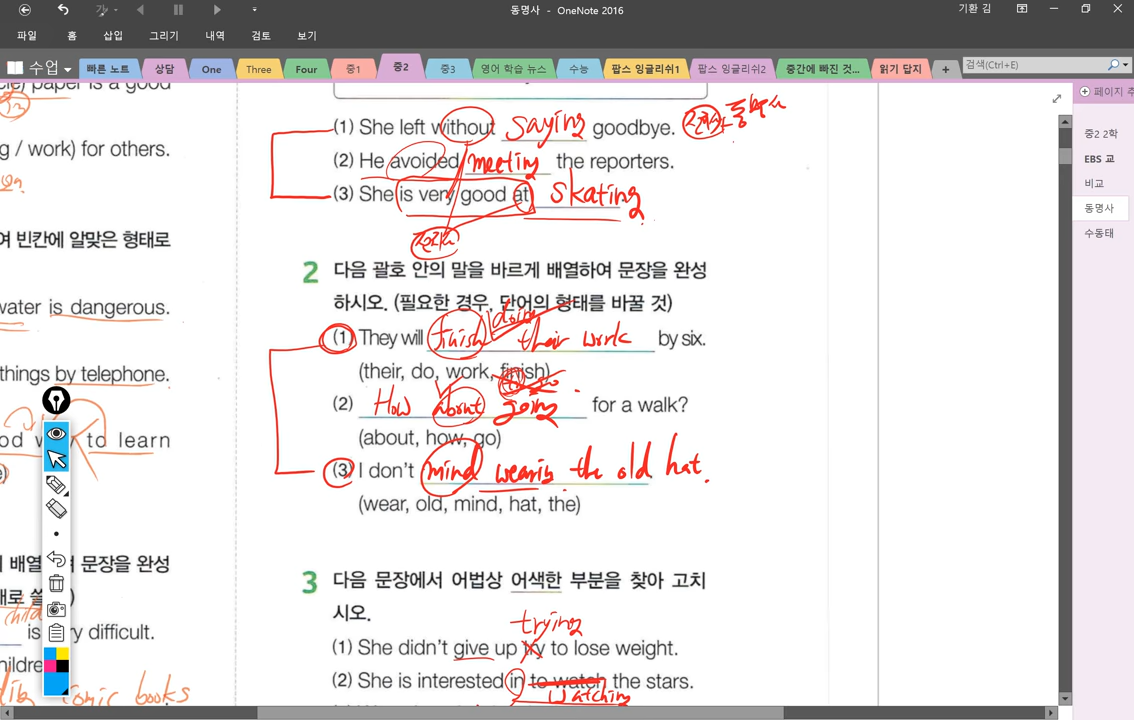 동명사 - OneNote 2016
기환 김
파일 홈 삽입 그리기 내역 검토 보기
수업 빠른 노트 상담 One Three Four 중1 중2 중3 영어 학습 뉴스 수능 팝스 잉글리쉬1 팝스 잉글리쉬2 중간에 빠진 것... 읽기 답지 + 검색(Ctrl+E)
페이지 추
중2 2학
EBS 교
비교
동명사
수동태
paper is a good
g / work) for others.
여 빈칸에 알맞은 형태로
water is dangerous.
things by telephone.
to learn
배열 여 문장을 완성
is ry difficult.
hildre
comic books
(1) She left without saying goodbye. 전치사 + 동명사
(2) He avoided meeting the reporters.
(3) She is very good at skating
전치사
2 다음 괄호 안의 말을 바르게 배열하여 문장을 완성
하시오. (필요한 경우, 단어의 형태를 바꿀 것)
doing
(1) They will finish their work by six.
(their, do, work, finish)
(2) How about going for a walk?
(about, how, go)
(3) I don't mind wearing the old hat.
(wear, old, mind, hat, the)
3 다음 문장에서 어법상 어색한 부분을 찾아 고치
시오.
trying
(1) She didn't give up try to lose weight.
(2) She is interested in to watch the stars.
watching